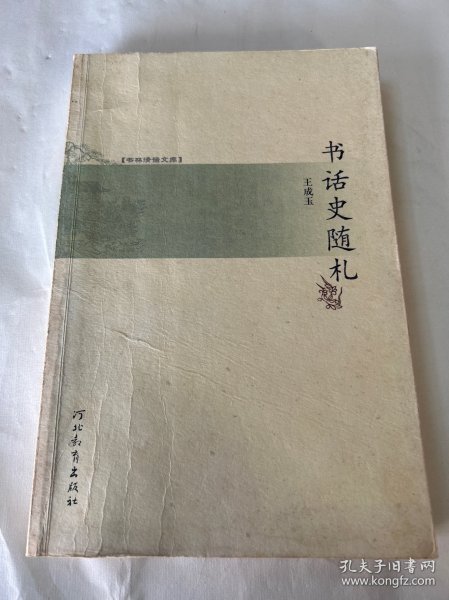 【书林清话文库】
书话史随札
王成玉
河北教育出版社
孔夫子旧书网
www.kongfz.com